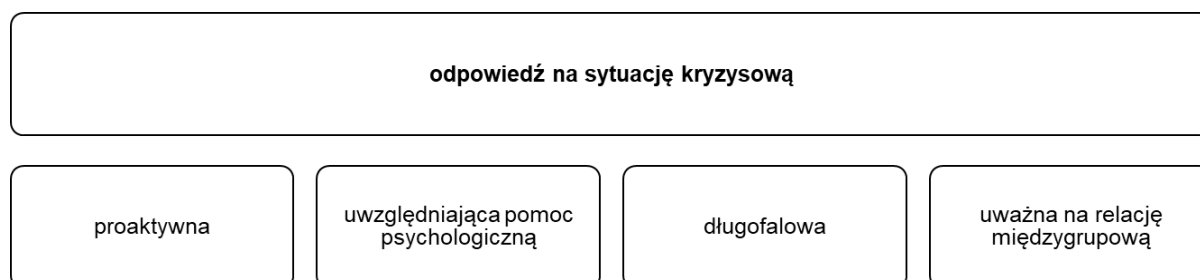 odpowiedź na sytuację kryzysową
proaktywna
uwzględniająca pomoc
psychologiczną
długofalowa
uważna na relację
międzygrupową